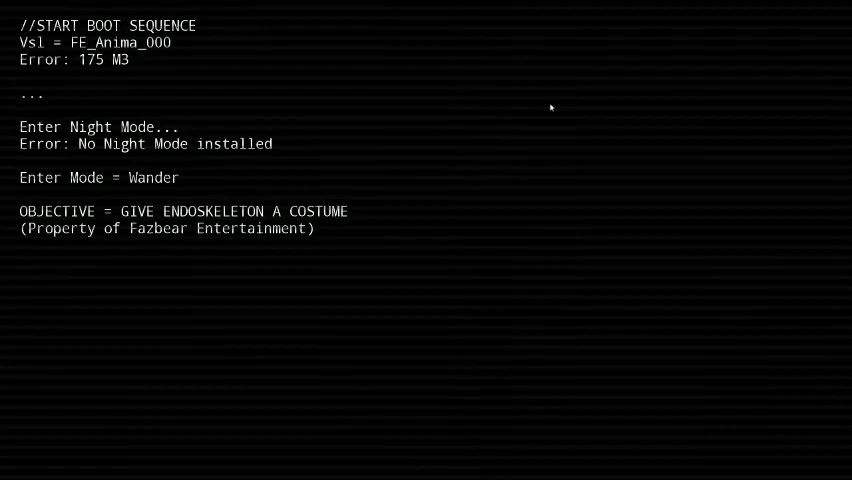 //START BOOT SEQUENCE
Vsl = FE_Anima_000
Error: 175 M3
...
Enter Night Mode...
Error: No Night Mode installed
Enter Mode = Wander
OBJECTIVE = GIVE ENDOSKELETON A COSTUME
(Property of Fazbear Entertainment)